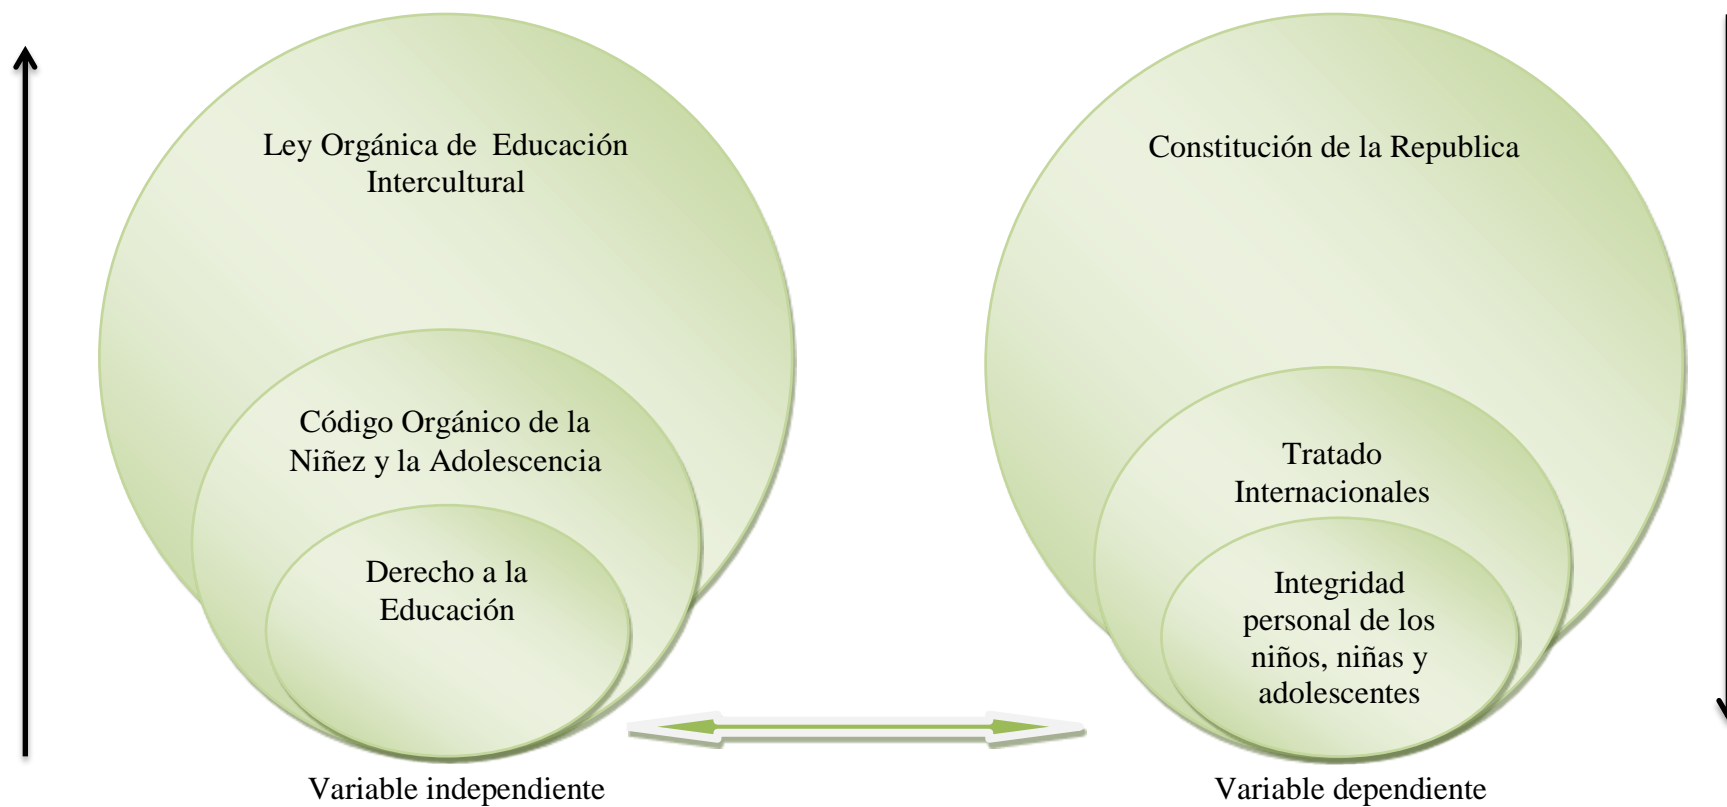 Ley Orgánica de  Educación
Intercultural
Código Orgánico de la
Niñez y la Adolescencia
Derecho a la
Educación
Variable independiente
Constitución de la Republica
Tratado
Internacionales
Integridad
personal de los
niños, niñas y
adolescentes
Variable dependiente